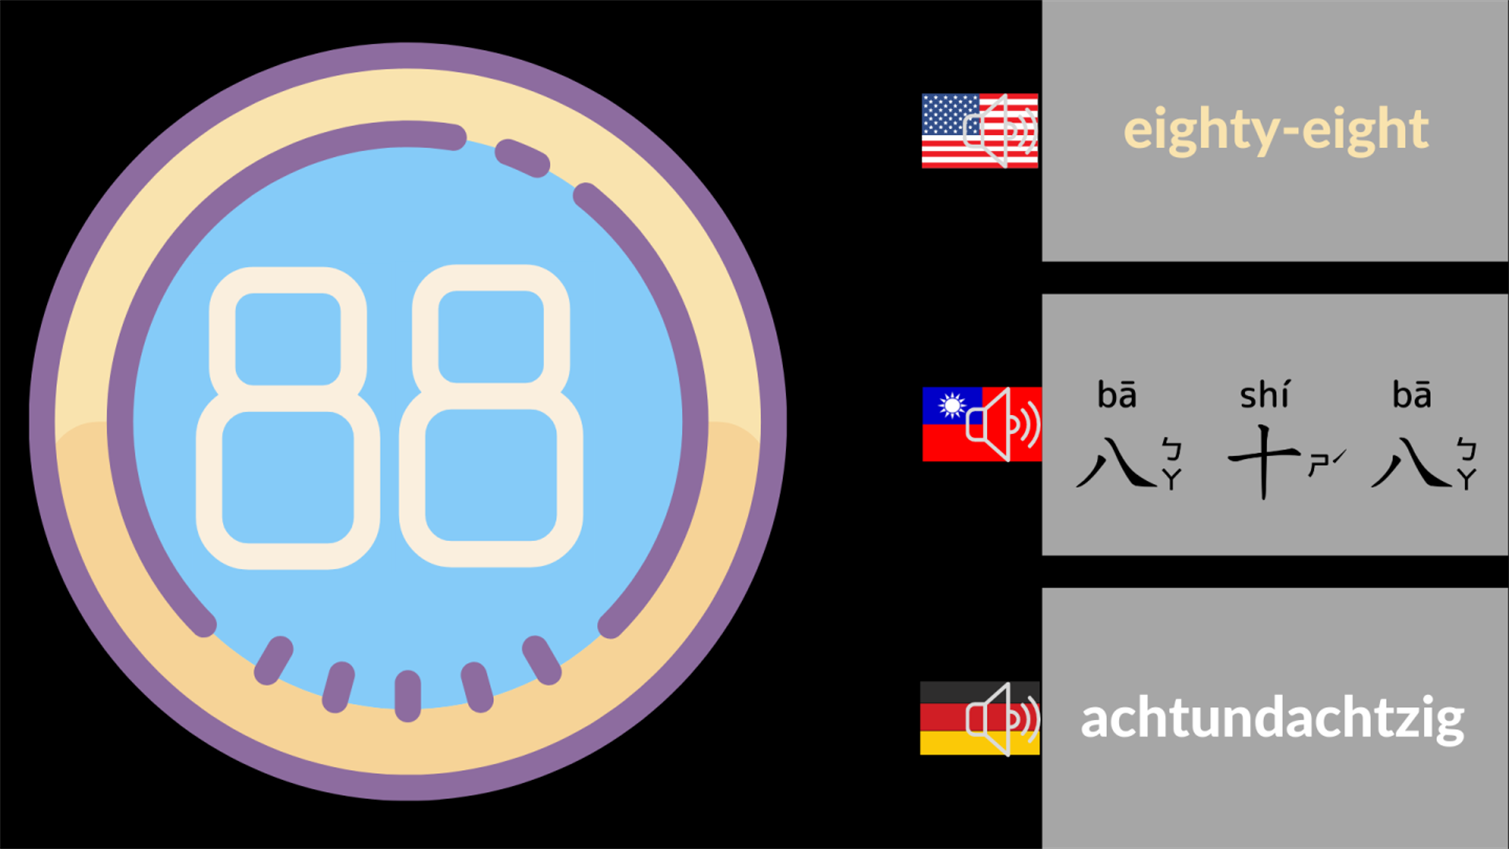 88
eighty-eight
bā shí bā
八ㄅㄚ 十ㄕˊ 八ㄅㄚ
achtundachtzig